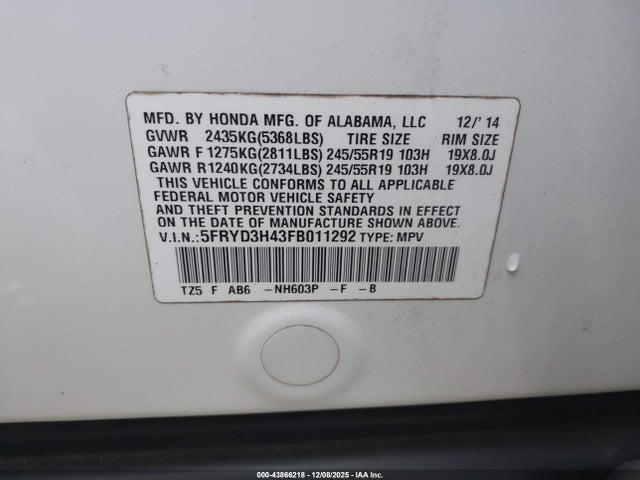 MFD. BY HONDA MFG. OF ALABAMA, LLC 12/'14
GVWR 2435KG(5368LBS) TIRE SIZE RIM SIZE
GAWR F 1275KG(2811LBS) 245/55R19 103H 19X8.0J
GAWR R 1240KG(2734LBS) 245/55R19 103H 19X8.0J
THIS VEHICLE CONFORMS TO ALL APPLICABLE
FEDERAL MOTOR VEHICLE SAFETY
AND THEFT PREVENTION STANDARDS IN EFFECT
ON THE DATE OF MANUFACTURE SHOWN ABOVE.
V.I.N.: 5FRYD3H43FB011292 TYPE: MPV
TZ5 F AB6 -NH603P -F -B
000-43866218 - 12/08/2025 - IAA Inc.